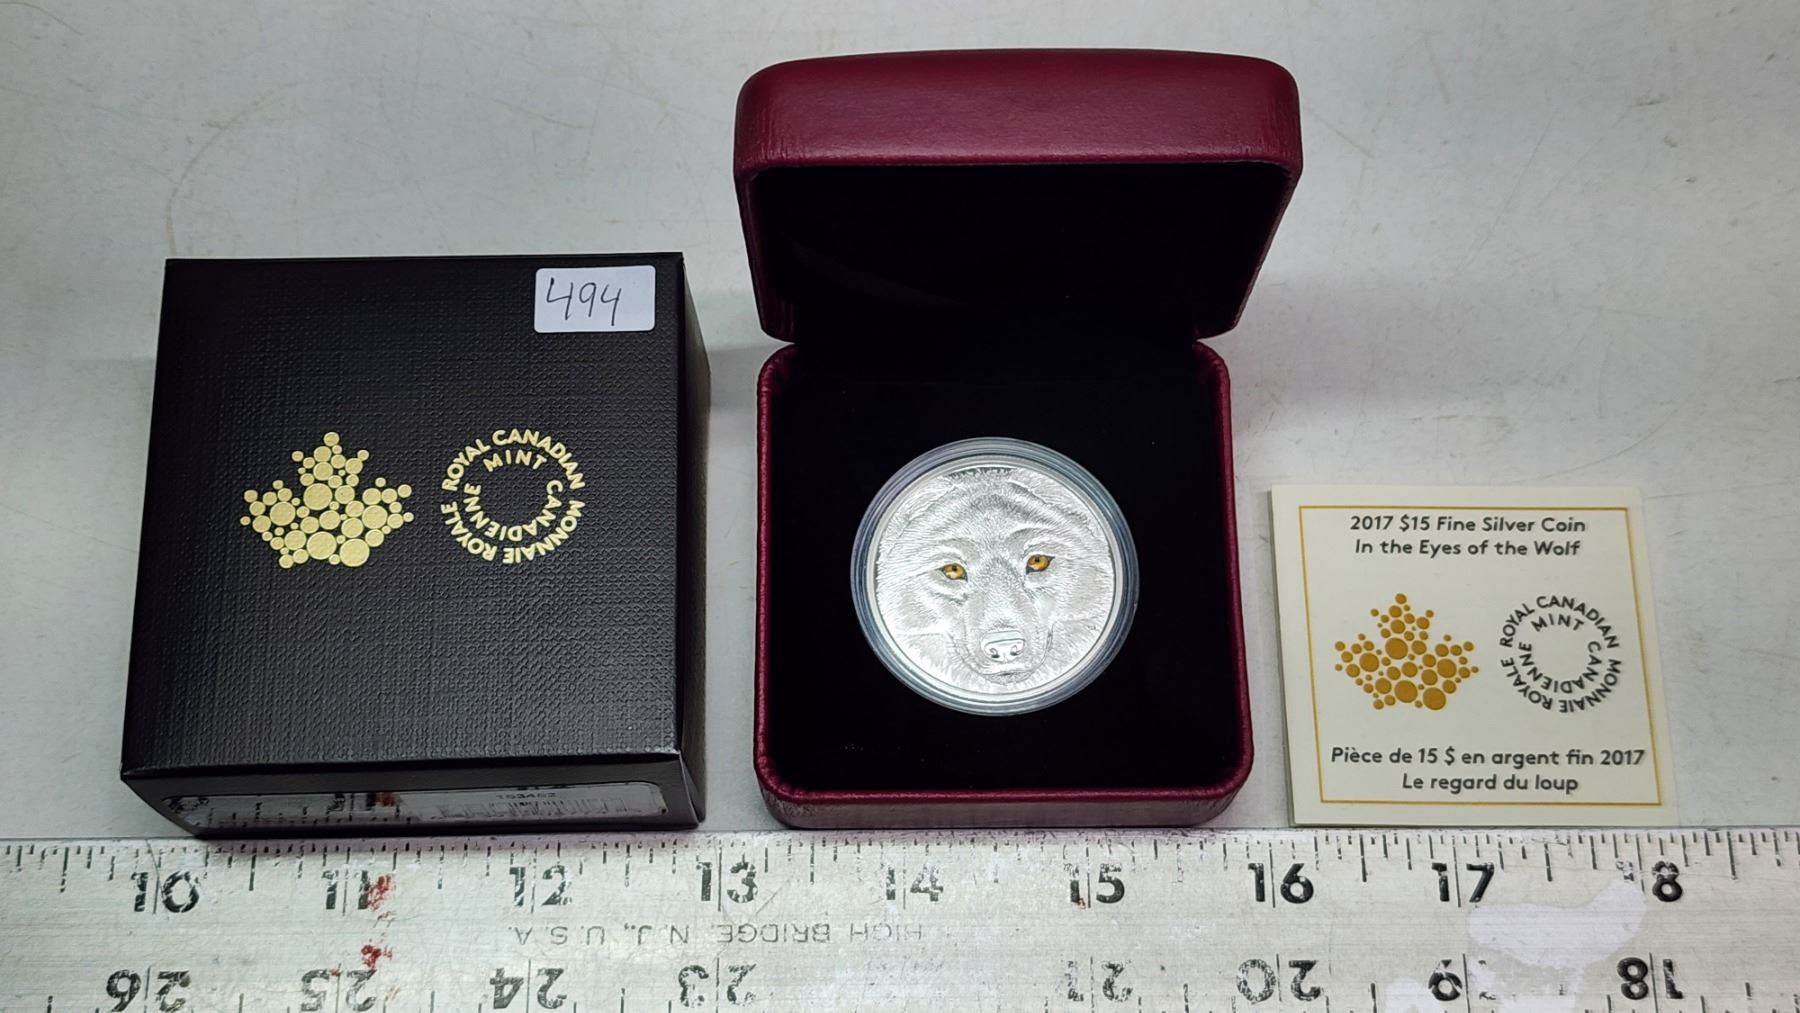 494
ROYAL CANADIAN MINT
MONNAIE ROYALE CANADIENNE
2017 $15 Fine Silver Coin
In the Eyes of the Wolf
ROYAL CANADIAN MINT
MONNAIE ROYALE CANADIENNE
Pièce de 15 $ en argent fin 2017
Le regard du loup
10 11 12 13 14 15 16 17 18
HIGH BRIDGE, N.J., U.S.A.
26 25 24 23 21 20 19 18